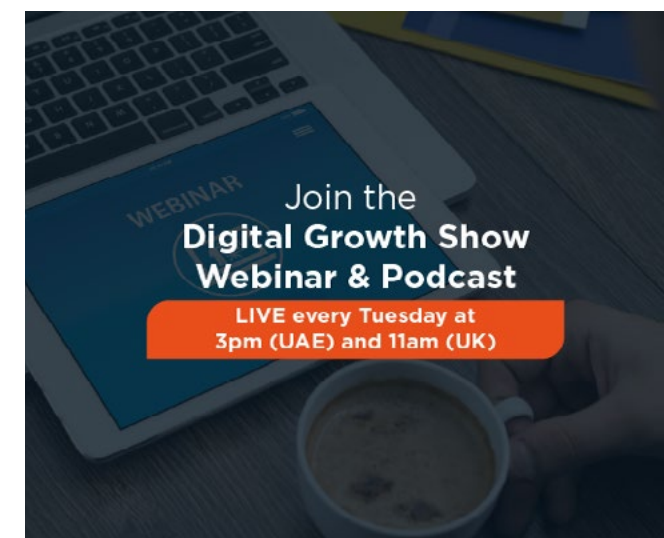 WEBINAR
Join the
Digital Growth Show
Webinar & Podcast
LIVE every Tuesday at
3pm (UAE) and 11am (UK)